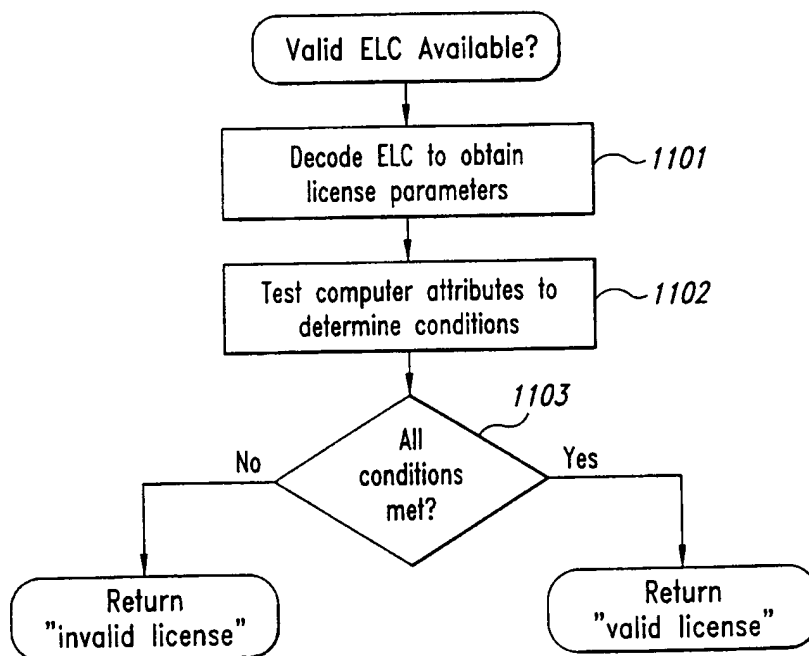 Valid ELC Available?
Decode ELC to obtain
license parameters
1101
Test computer attributes to
determine conditions
1102
1103
All
conditions
met?
No
Yes
Return
"invalid license"
Return
"valid license"